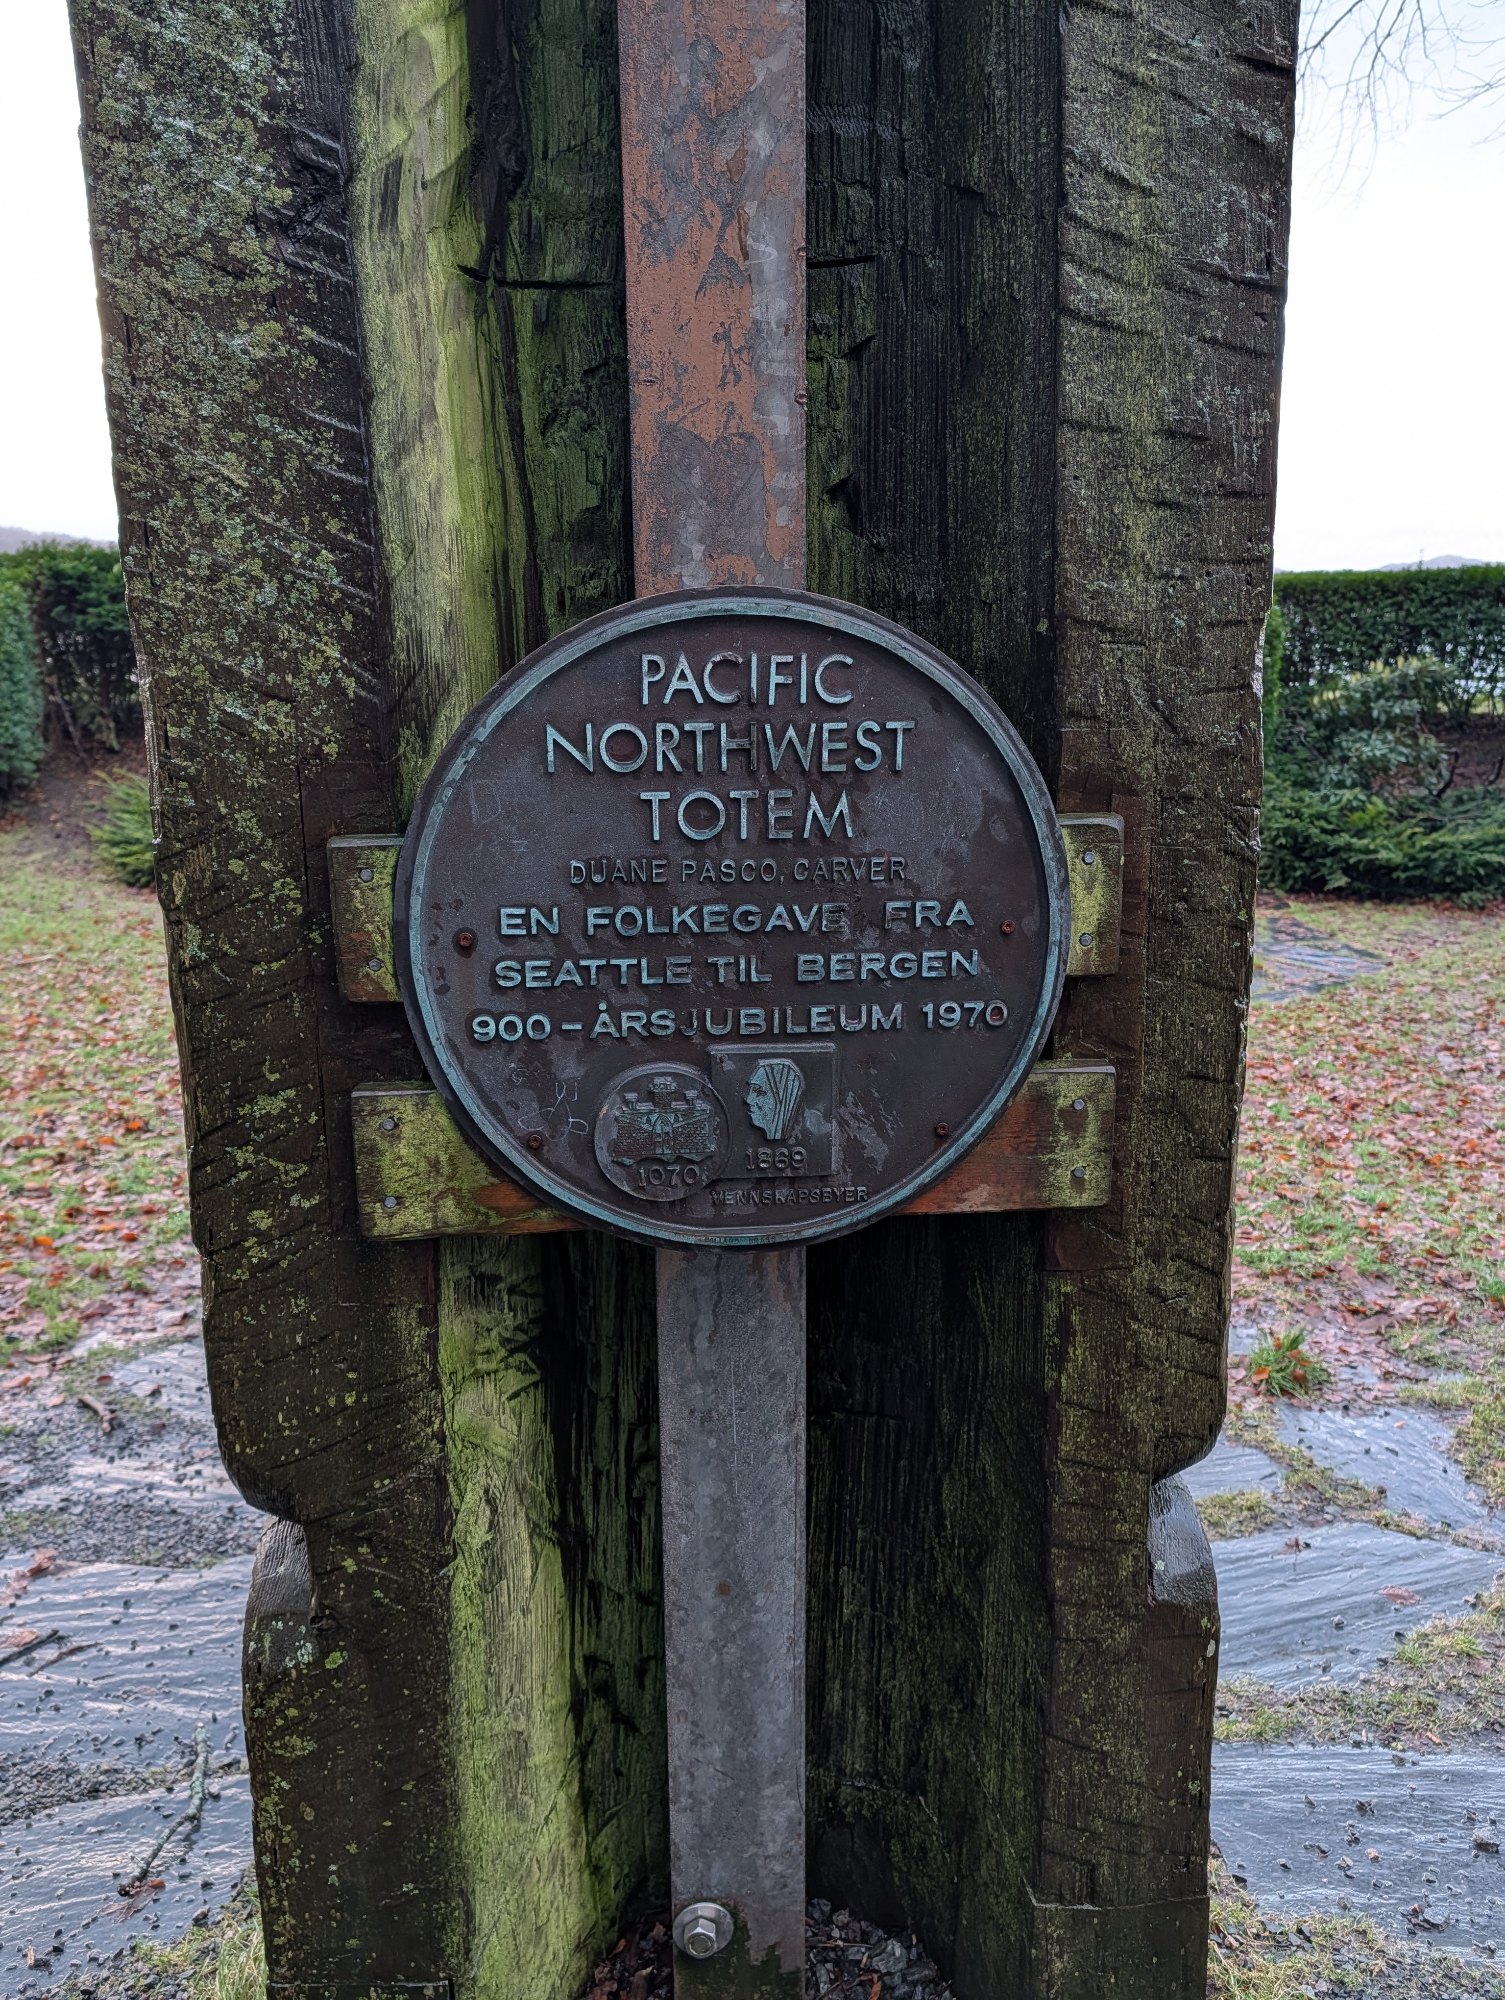 PACIFIC
NORTHWEST
TOTEM
DUANE PASCO, CARVER
EN FOLKEGAVE FRA
SEATTLE TIL BERGEN
900-ÅRSJUBILEUM 1970
1070
1869
VENNSKAPSBYER